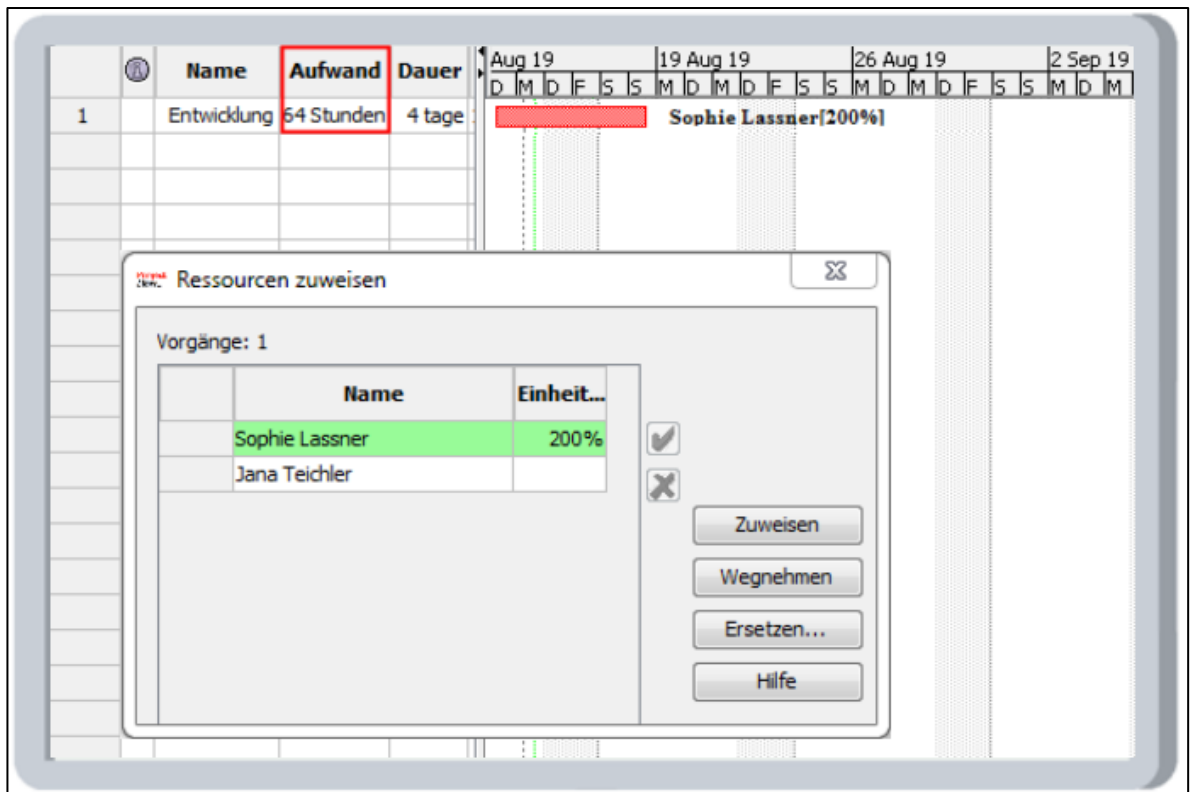 Aug 19 19 Aug 19 26 Aug 19 2 Sep 19
Name Aufwand Dauer D M D F S S M D M D F S S M D M D F S S M D M
1 Entwicklung 64 Stunden 4 tage Sophie Lassner[200%]
Ressourcen zuweisen
Vorgänge: 1
Name Einheit...
Sophie Lassner 200%
Jana Teichler
Zuweisen
Wegnehmen
Ersetzen...
Hilfe